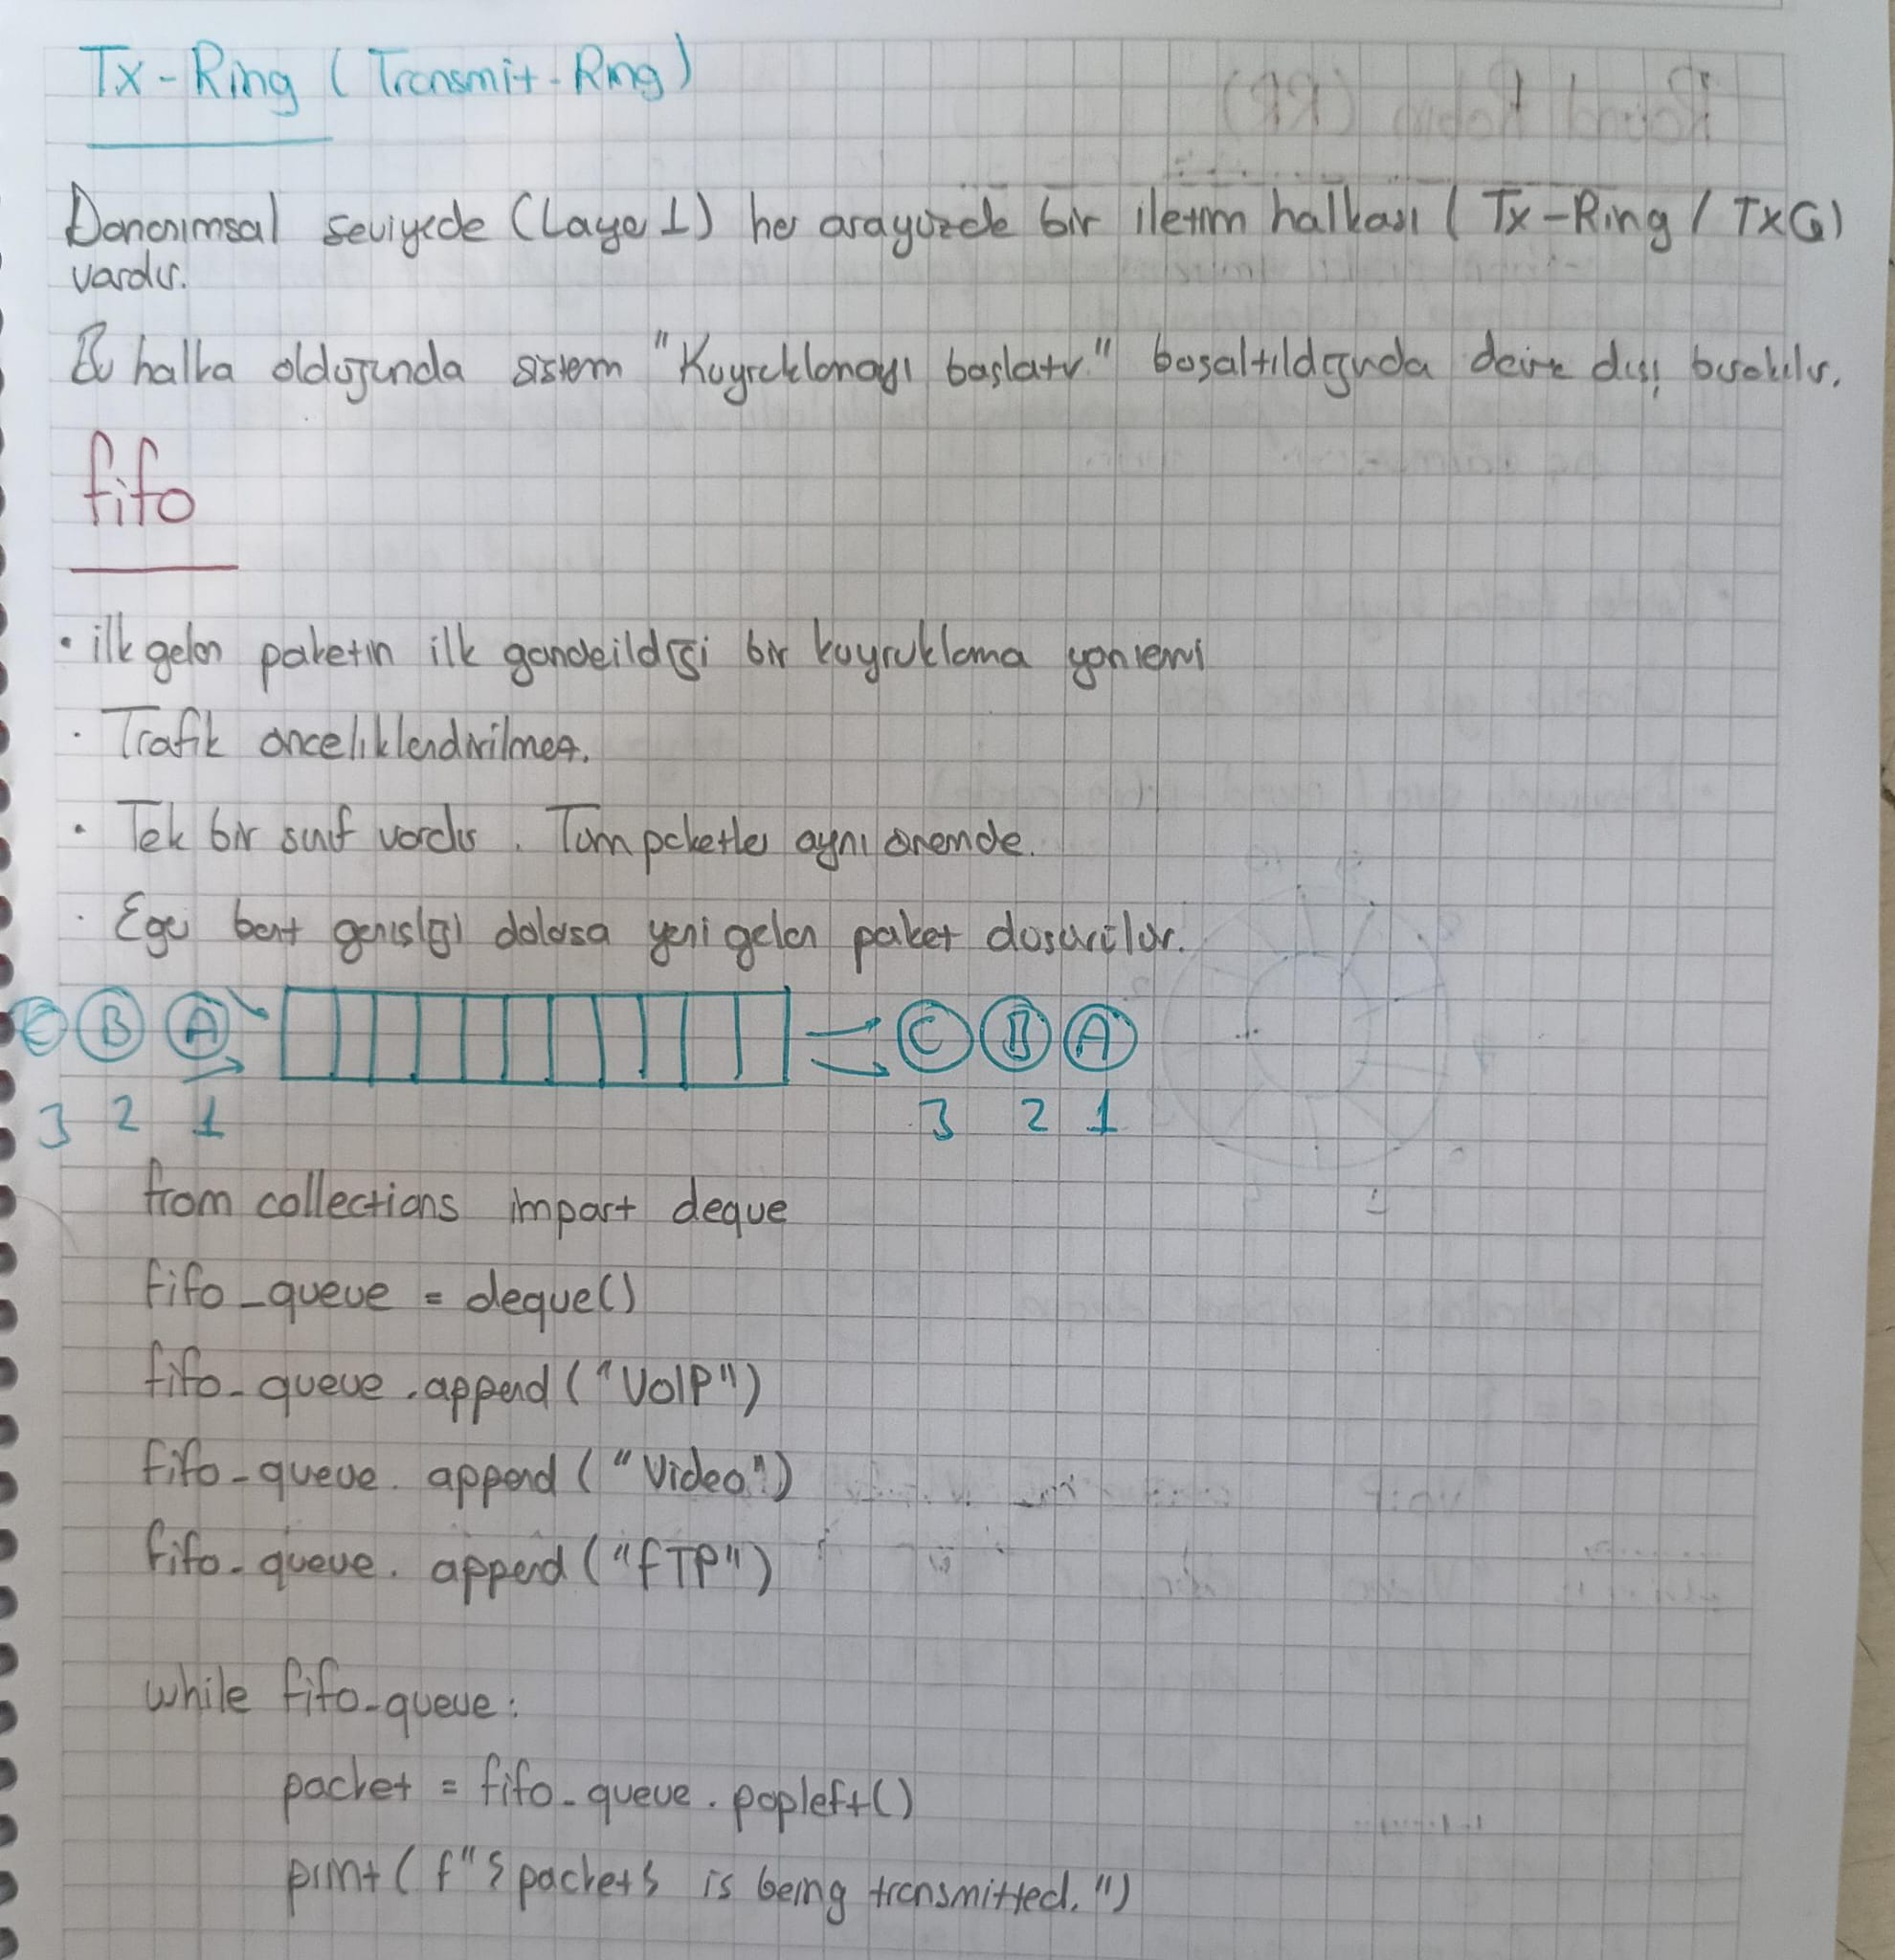 Tx-Ring (Transmit-Ring)
Donanımsal seviyede (Layer 1) her arayüzde bir iletim halkası (Tx-Ring / TxQ)
vardır.
Bu halka olduğunda sistem "Kuyruklamayı başlatır" boşaltıldığında devre dışı bırakılır.
fifo
• ilk gelen paketin ilk gönderildiği bir kuyruklama yöntemi
• Trafik önceliklendirilmez.
• Tek bir sınıf vardır. Tüm paketler aynı önemde.
• Eğer bant genişliği dolarsa yeni gelen paket düşürülür.
C B A C B A
3 2 1 3 2 1
from collections import deque
fifo_queue = deque()
fifo_queue.append("VoIP")
fifo_queue.append("Video")
fifo_queue.append("FTP")
while fifo_queue:
packet = fifo_queue.popleft()
print(f"{packet} is being transmitted.")